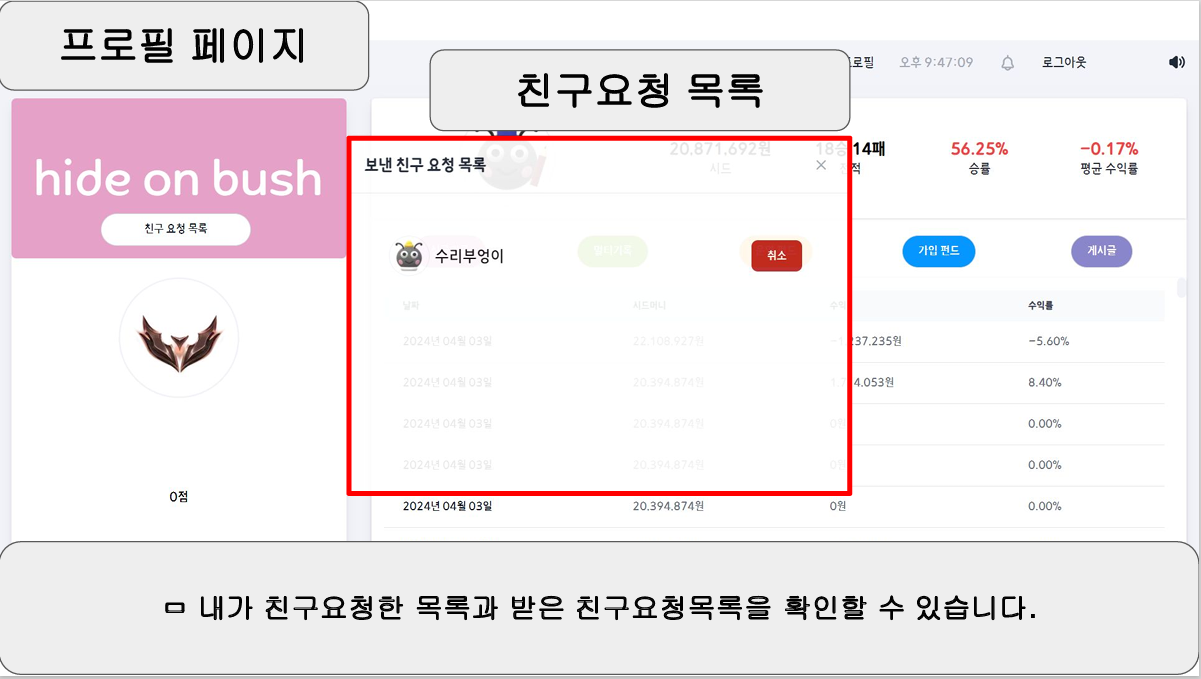 프로필 페이지
친구요청 목록
로필 오후 9:47:09 로그아웃
hide on bush
친구 요청 목록
0점
보낸 친구 요청 목록
20,871,692원
시드
18승 14패
56.25%
승률
-0.17%
평균 수익률
수리부엉이
취소
가입 펀드
게시글
날짜 시드머니 수익률
2024년 04월 03일 22,108,927원 237,235원 -5.60%
2024년 04월 03일 20,394,874원 4,053원 8.40%
2024년 04월 03일 20,394,874원 0원 0.00%
2024년 04월 03일 20,394,874원 0원 0.00%
2024년 04월 03일 20,394,874원 0원 0.00%
ㅁ 내가 친구요청한 목록과 받은 친구요청목록을 확인할 수 있습니다.